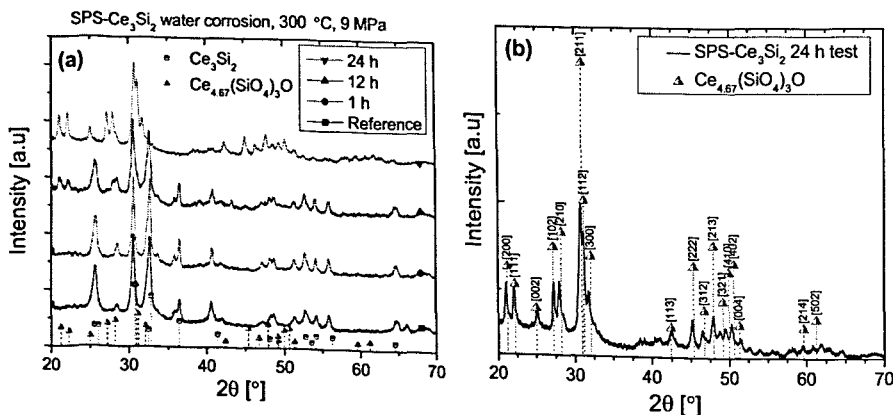 SPS-Ce₃Si₂ water corrosion, 300 °C, 9 MPa
(a)
Ce₃Si₂
Ce₄.₆₇(SiO₄)₃O
24 h
12 h
1 h
Reference
Intensity [a.u]
20 30 40 50 60 70
2θ [°]
(b)
SPS-Ce₃Si₂ 24 h test
Ce₄.₆₇(SiO₄)₃O
[200]
[111]
[002]
[102]
[210]
[211]
[112]
[300]
[113]
[222]
[312]
[213]
[321]
[410]
[402]
[004]
[214]
[502]
Intensity [a.u]
20 30 40 50 60 70
2θ [°]